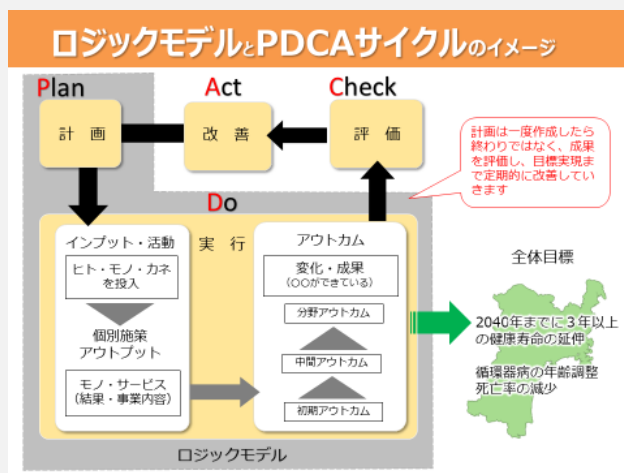 ロジックモデルとPDCAサイクルのイメージ
Plan
Act
Check
計 画
改 善
評 価
計画は一度作成したら
終わりではなく、成果
を評価し、目標実現ま
で定期的に改善してい
きます
Do
インプット・活動
実 行
アウトカム
ヒト・モノ・カネ
を投入
変化・成果
(〇〇ができている)
個別施策
アウトプット
分野アウトカム
中間アウトカム
モノ・サービス
(結果・事業内容)
初期アウトカム
ロジックモデル
全体目標
2040年までに3年以上
の健康寿命の延伸
循環器病の年齢調整
死亡率の減少